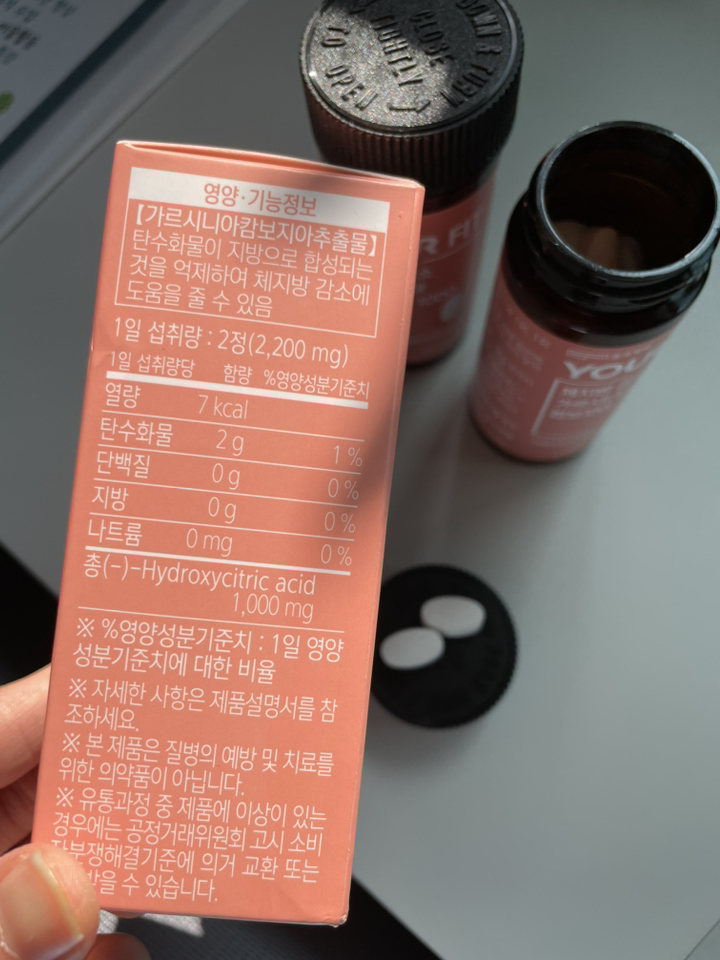 DOWN & TURN
CLOSE
TIGHTLY
TO OPEN
영양·기능정보
【가르시니아캄보지아추출물】
탄수화물이 지방으로 합성되는
것을 억제하여 체지방 감소에
도움을 줄 수 있음
1일 섭취량 : 2정(2,200 mg)
1일 섭취량당 함량 %영양성분기준치
열량 7 kcal
탄수화물 2 g 1 %
단백질 0 g 0 %
지방 0 g 0 %
나트륨 0 mg 0 %
총(-)-Hydroxycitric acid
1,000 mg
※ %영양성분기준치 : 1일 영양
성분기준치에 대한 비율
※ 자세한 사항은 제품설명서를 참
조하세요.
※ 본 제품은 질병의 예방 및 치료를
위한 의약품이 아닙니다.
※ 유통과정 중 제품에 이상이 있는
경우에는 공정거래위원회 고시 소비
자분쟁해결기준에 의거 교환 또는
받을 수 있습니다.